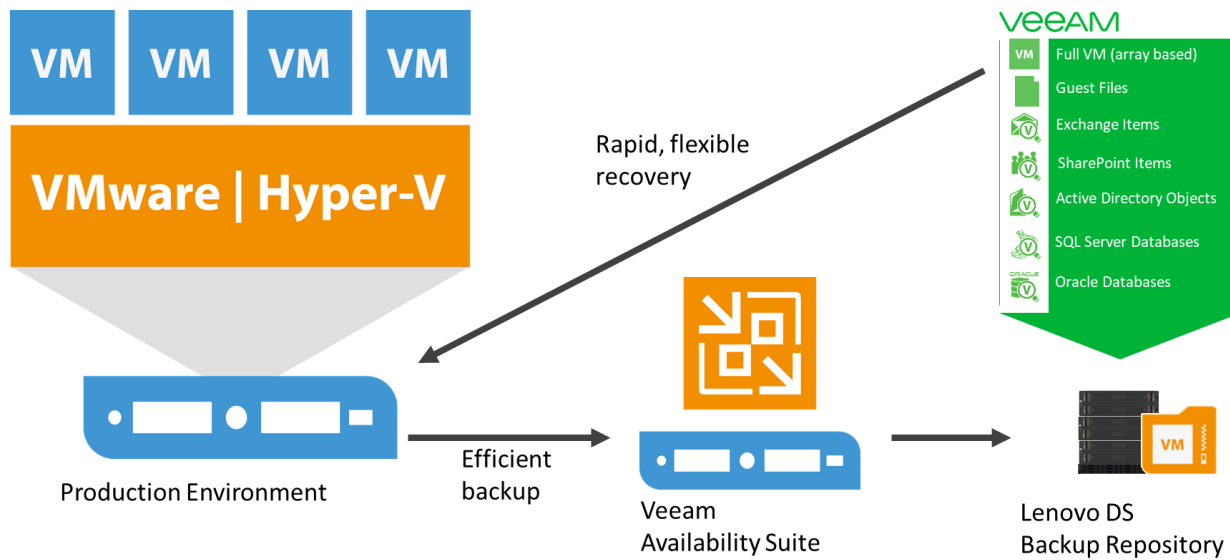 VM VM VM VM
VMware | Hyper-V
Production Environment
Efficient
backup
Rapid, flexible
recovery
Veeam
Availability Suite
veeAM
VM Full VM (array based)
Guest Files
V Exchange Items
V SharePoint Items
Active Directory Objects
V SQL Server Databases
ORACLE
V Oracle Databases
VM
Lenovo DS
Backup Repository